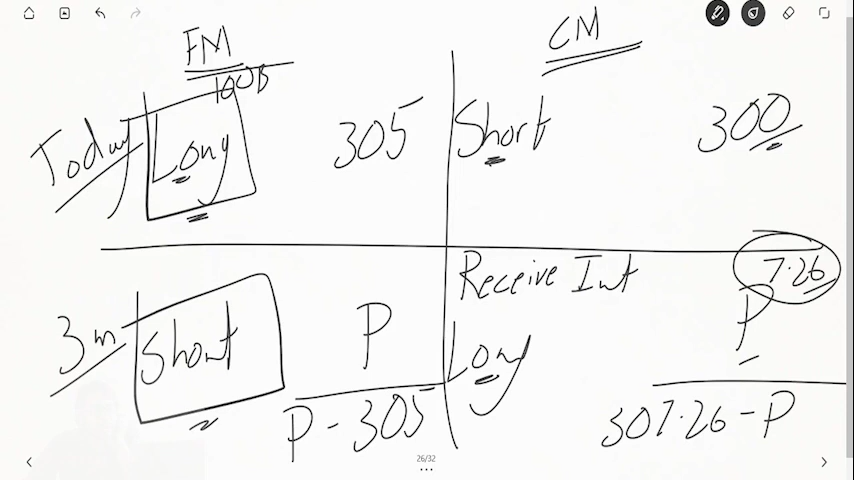 FM
CM
100B
Today Long 305 Short 300
Receive Int 7.26
3m Short P Long P
P - 305
307.26 - P
26/32